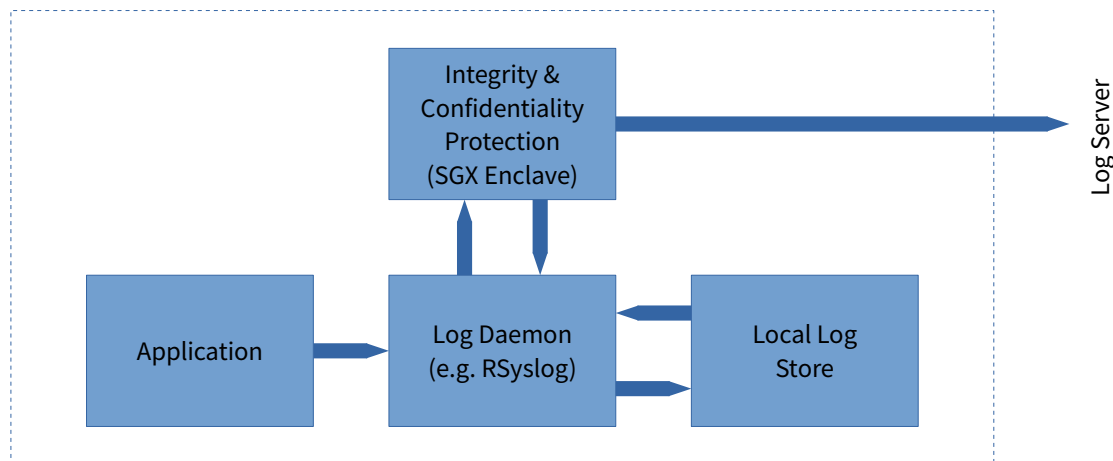 Integrity &
Confidentiality
Protection
(SGX Enclave)
Log Server
Application
Log Daemon
(e.g. RSyslog)
Local Log
Store